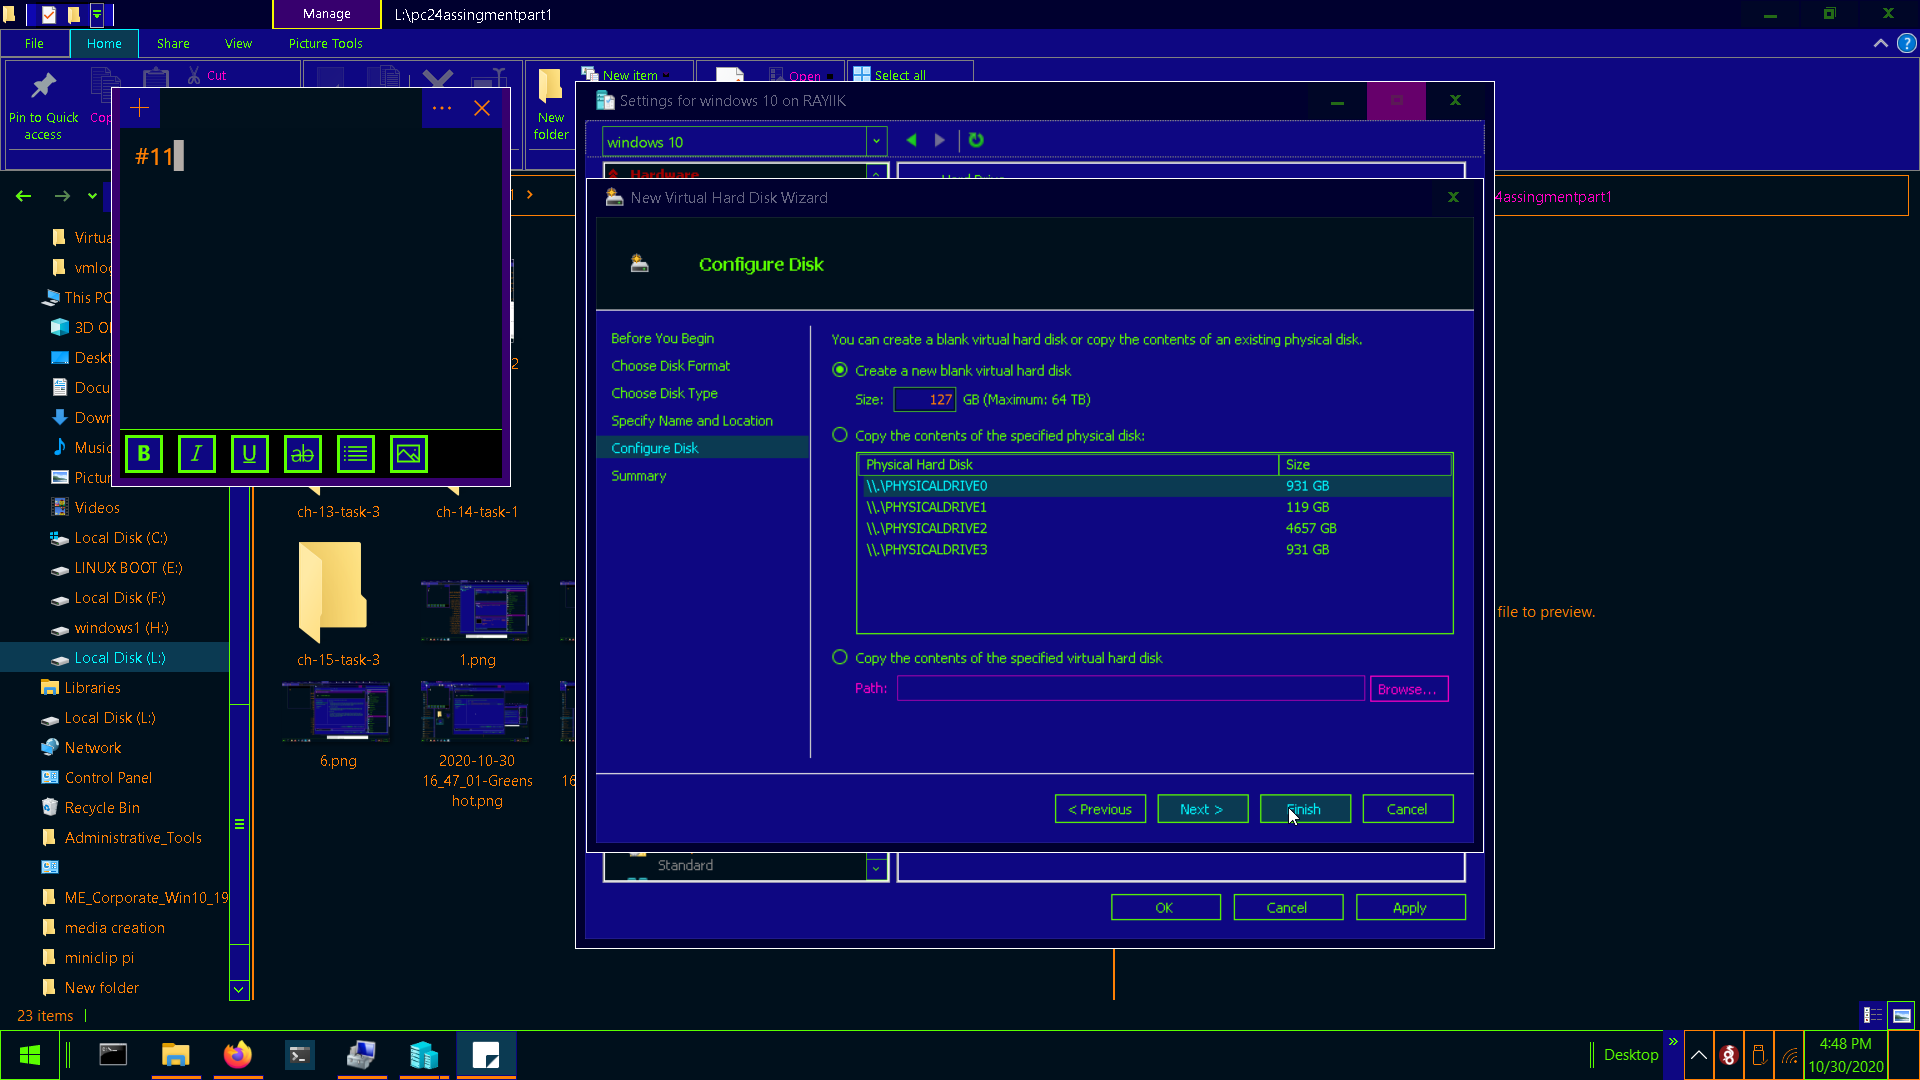 Manage
L:\pc24assingmentpart1
File
Home
Share
View
Picture Tools
Pin to Quick
access
Cut
New
folder
New item
Open
Select all
#11
B
I
U
ab
Settings for windows 10 on RAYIIK
windows 10
Hardware
Hard Drive
New Virtual Hard Disk Wizard
Configure Disk
Before You Begin
Choose Disk Format
Choose Disk Type
Specify Name and Location
Configure Disk
Summary
You can create a blank virtual hard disk or copy the contents of an existing physical disk.
Create a new blank virtual hard disk
Size: 127 GB (Maximum: 64 TB)
Copy the contents of the specified physical disk:
Physical Hard Disk Size
\\.\PHYSICALDRIVE0 931 GB
\\.\PHYSICALDRIVE1 119 GB
\\.\PHYSICALDRIVE2 4657 GB
\\.\PHYSICALDRIVE3 931 GB
Copy the contents of the specified virtual hard disk
Path:
Browse...
< Previous
Next >
Finish
Cancel
Standard
OK
Cancel
Apply
4assingmentpart1
file to preview.
Virtua
vmlog
This PC
3D O
Deskt
Docu
Down
Music
Pictur
Videos
Local Disk (C:)
LINUX BOOT (E:)
Local Disk (F:)
windows1 (H:)
Local Disk (L:)
Libraries
Local Disk (L:)
Network
Control Panel
Recycle Bin
Administrative_Tools
ME_Corporate_Win10_19
media creation
miniclip pi
New folder
ch-13-task-3
ch-14-task-1
ch-15-task-3
1.png
6.png
2020-10-30
16_47_01-Greens
hot.png
23 items
Desktop
4:48 PM
10/30/2020